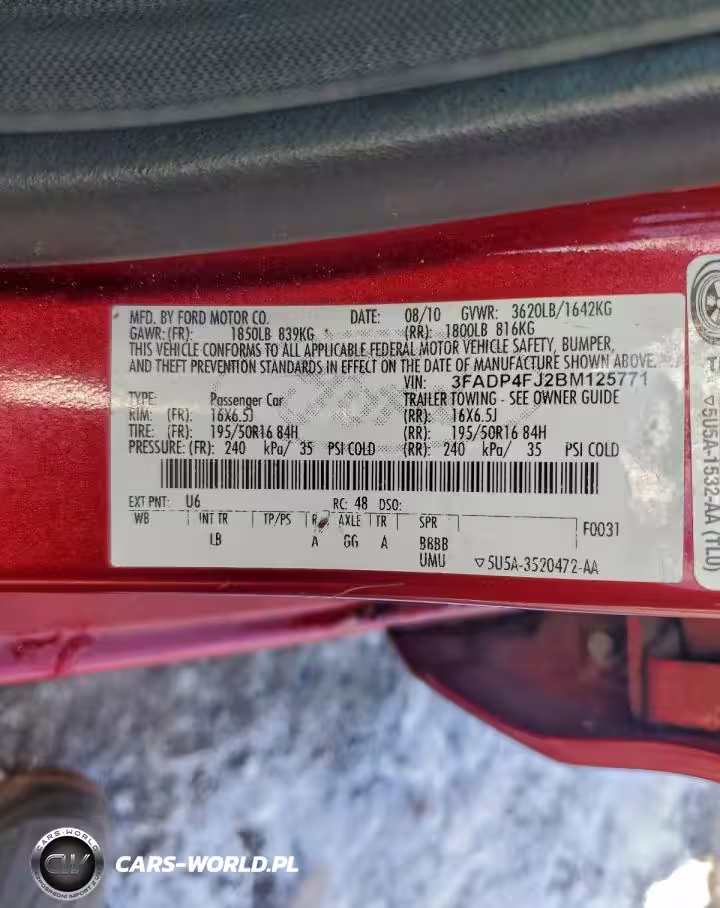 MFD. BY FORD MOTOR CO. DATE: 08/10 GVWR: 3620LB/1642KG
GAWR: (FR): 1850LB 839KG (RR): 1800LB 816KG
THIS VEHICLE CONFORMS TO ALL APPLICABLE FEDERAL MOTOR VEHICLE SAFETY, BUMPER,
AND THEFT PREVENTION STANDARDS IN EFFECT ON THE DATE OF MANUFACTURE SHOWN ABOVE.
VIN: 3FADP4FJ2BM125771
TYPE: Passenger Car TRAILER TOWING - SEE OWNER GUIDE
RIM: (FR): 16X6.5J (RR): 16X6.5J
TIRE: (FR): 195/50R16 84H (RR): 195/50R16 84H
PRESSURE: (FR): 240 kPa/ 35 PSI COLD (RR): 240 kPa/ 35 PSI COLD
EXT PNT: U6 RC: 48 DSO:
WB INT TR TP/PS R AXLE TR SPR F0031
LB A GG A BBBB
UMU ▽5U5A-3520472-AA
▽5U5A-1532-AA (TLU)
CARS-WORLD
CW
CARS-WORLD.PL